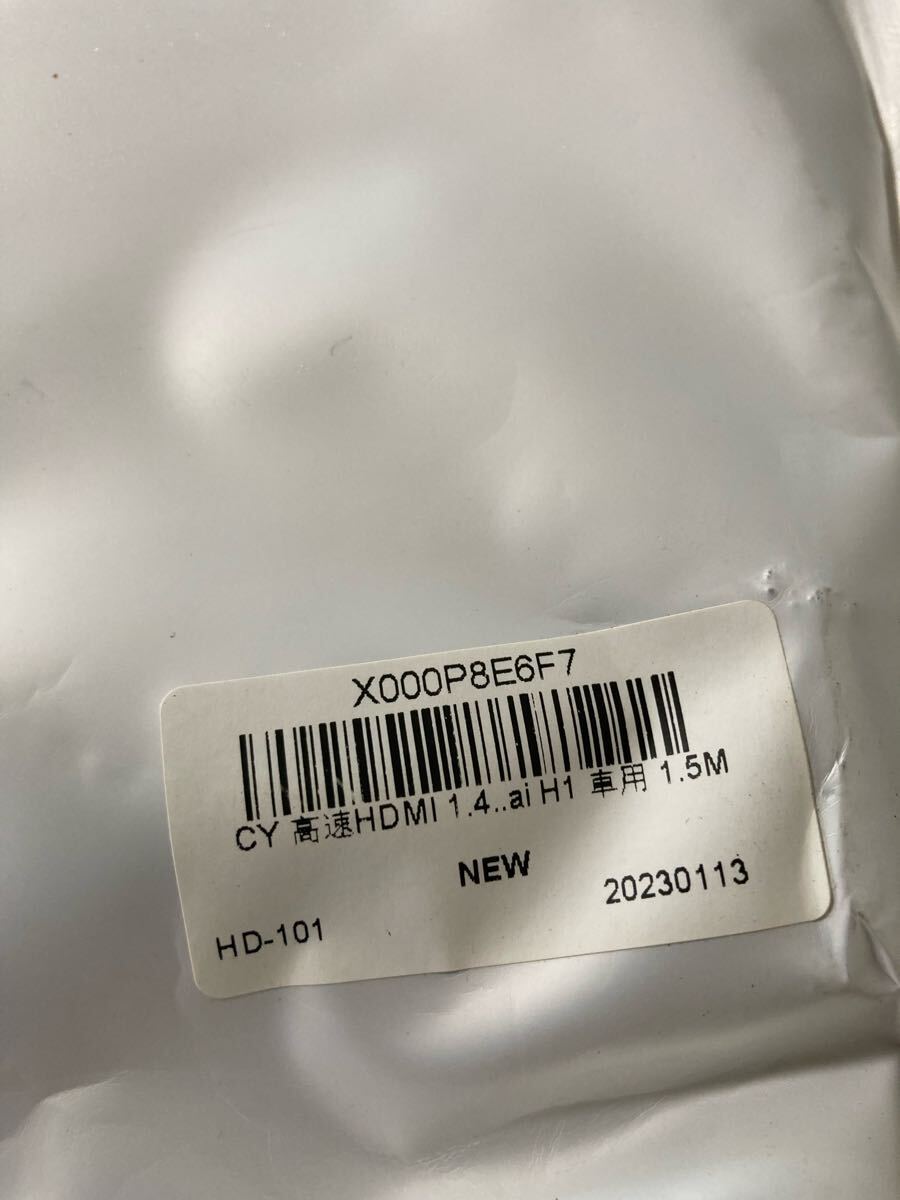 X000P8E6F7
CY 高速HDMI 1.4..ai H1 車用 1.5M
NEW
HD-101 20230113